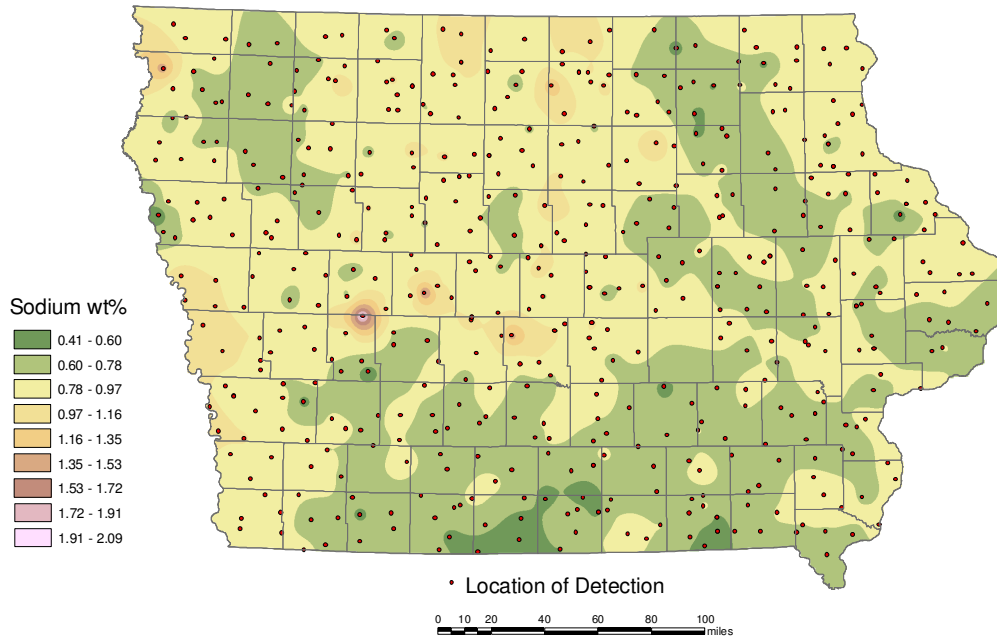 Sodium wt%
0.41 - 0.60
0.60 - 0.78
0.78 - 0.97
0.97 - 1.16
1.16 - 1.35
1.35 - 1.53
1.53 - 1.72
1.72 - 1.91
1.91 - 2.09
Location of Detection
0 5 10 20 40 60 80 100
miles